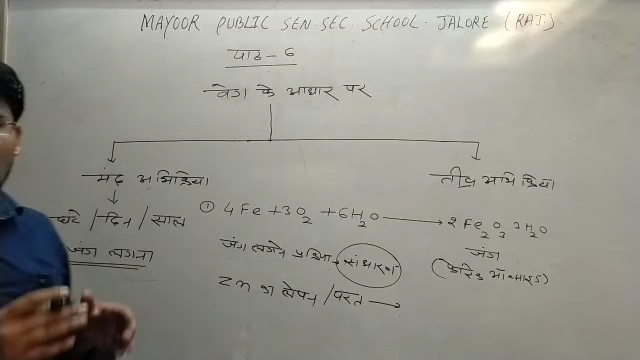 MAYOOR PUBLIC SEN. SEC. SCHOOL. JALORE (RAJ)
पाठ - 6
वेग के आधार पर
मंद अभिक्रिया
तीव्र अभिक्रिया
घंटे / दिन / साल
① 4Fe + 3O2 + 6H2O → 2Fe2O3 3H2O
जंग लगना
जंग लगने प्रक्रिया संक्षारण
जंग
(फेरिक ऑक्साइड)
Zn का लेपन / परत →